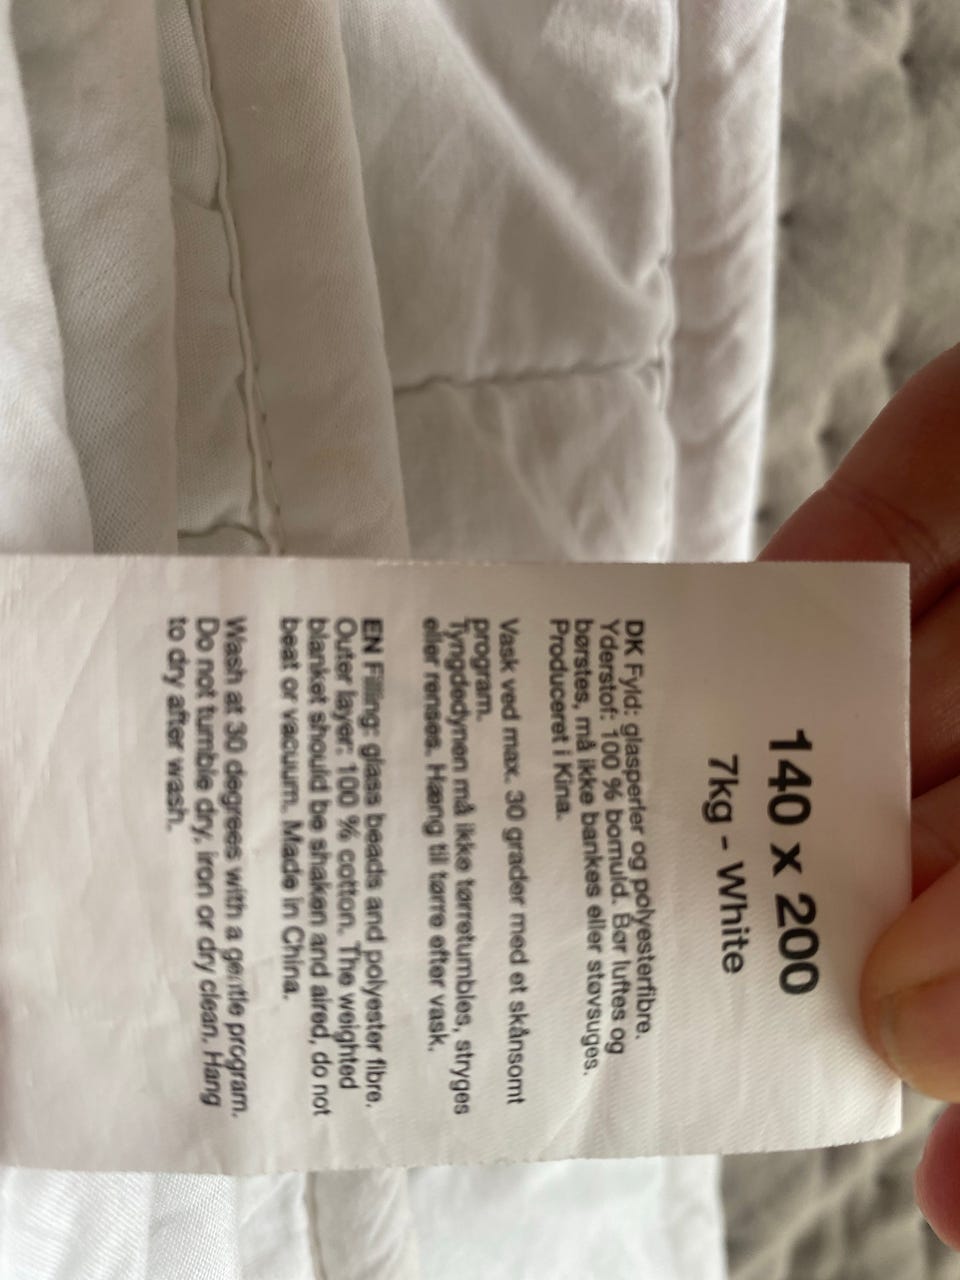 140 x 200
7kg - White
DK Fyld: glasperler og polyesterfibre.
Yderstof: 100 % bomuld. Bør luftes og
børstes, må ikke bankes eller støvsuges.
Produceret i Kina.
Vask ved max. 30 grader med et skånsomt
program.
Tyngdedynen må ikke tørretumbles, stryges
eller renses. Hæng til tørre efter vask.
EN Filling: glass beads and polyester fibre.
Outer layer: 100 % cotton. The weighted
blanket should be shaken and aired, do not
beat or vacuum. Made in China.
Wash at 30 degrees with a gentle program.
Do not tumble dry, iron or dry clean. Hang
to dry after wash.